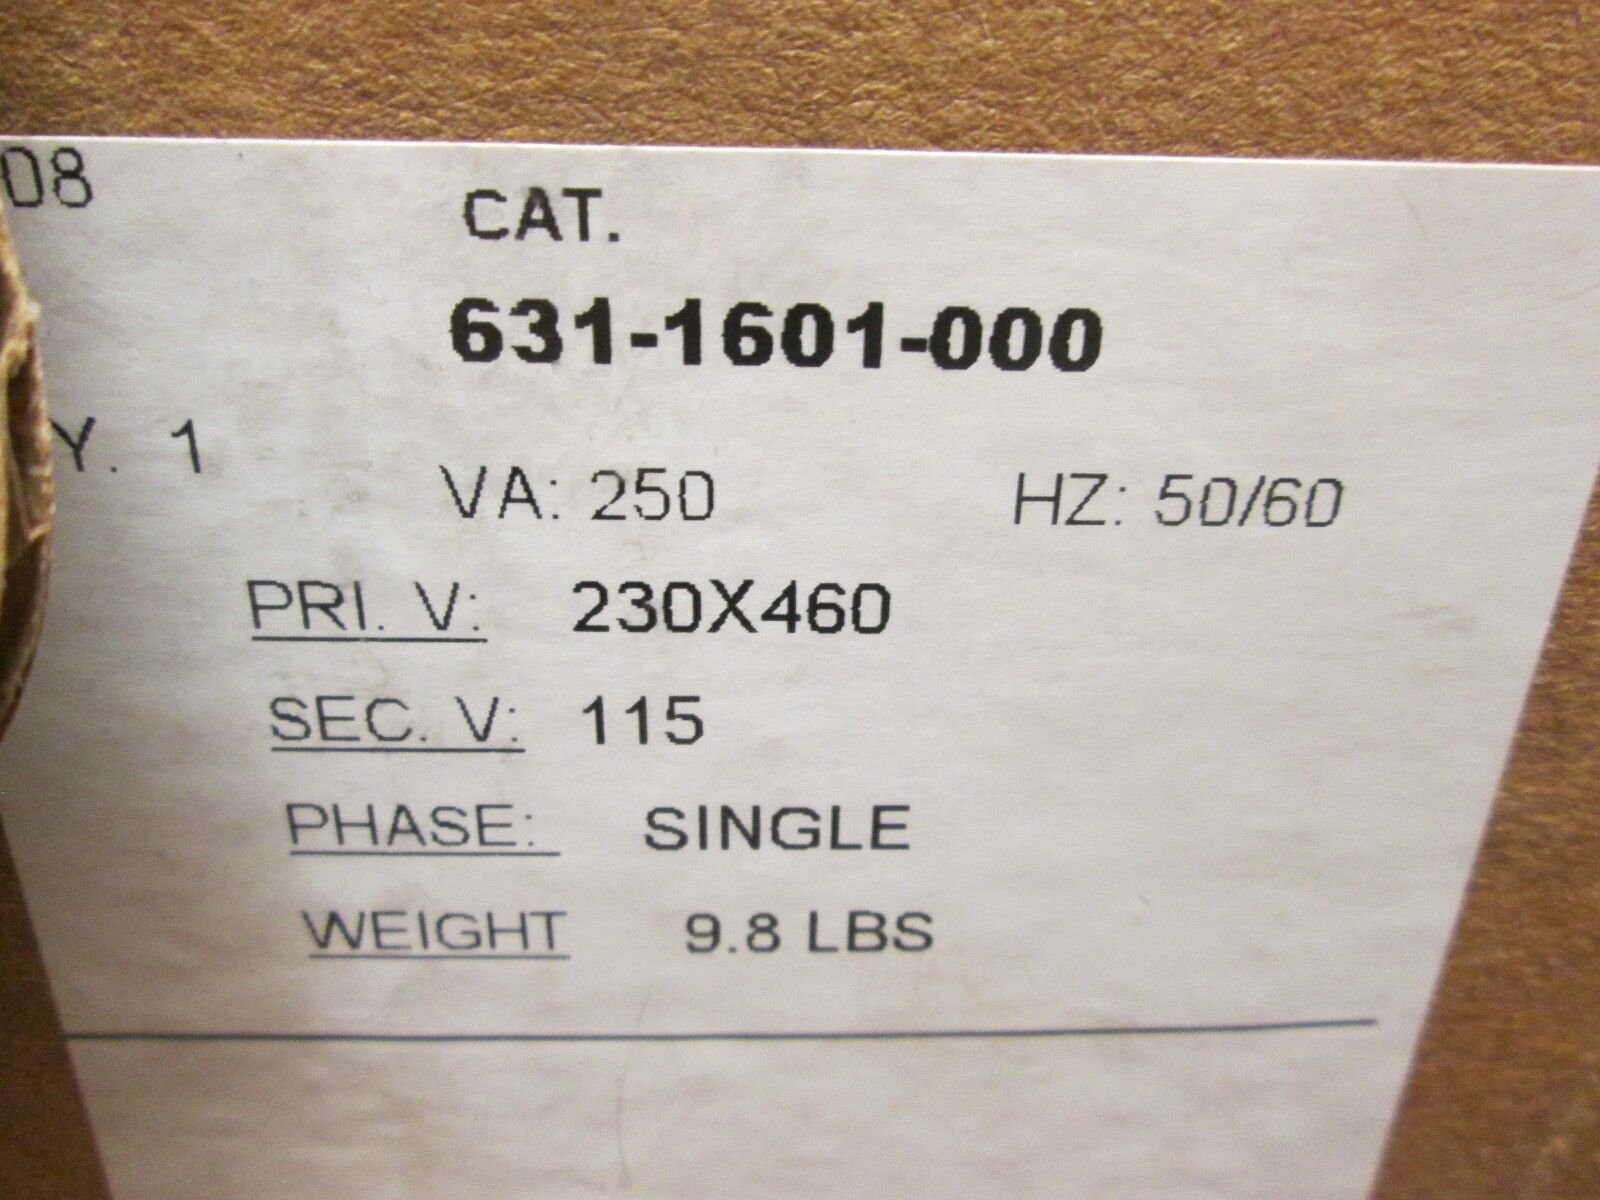 08
CAT.
631-1601-000
Y. 1
VA: 250 HZ: 50/60
PRI. V: 230X460
SEC. V: 115
PHASE: SINGLE
WEIGHT 9.8 LBS